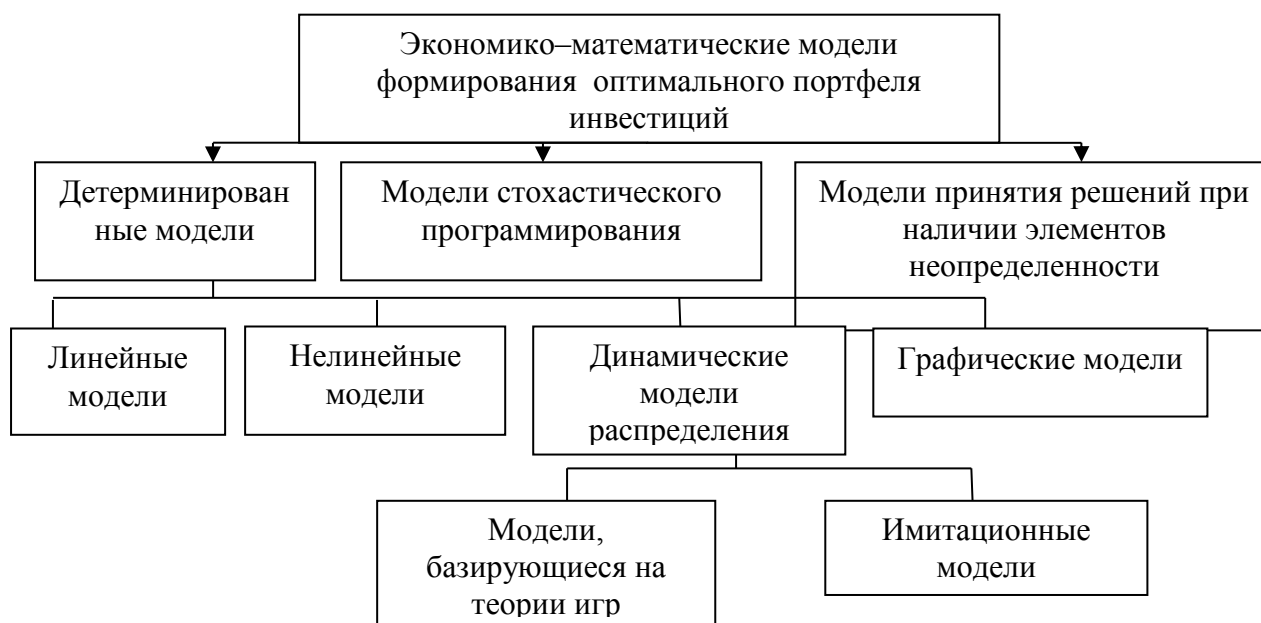 Экономико–математические модели
формирования оптимального портфеля
инвестиций
Детерминирован
ные модели
Модели стохастического
программирования
Модели принятия решений при
наличии элементов
неопределенности
Линейные
модели
Нелинейные
модели
Динамические
модели
распределения
Графические модели
Модели,
базирующиеся на
теории игр
Имитационные
модели